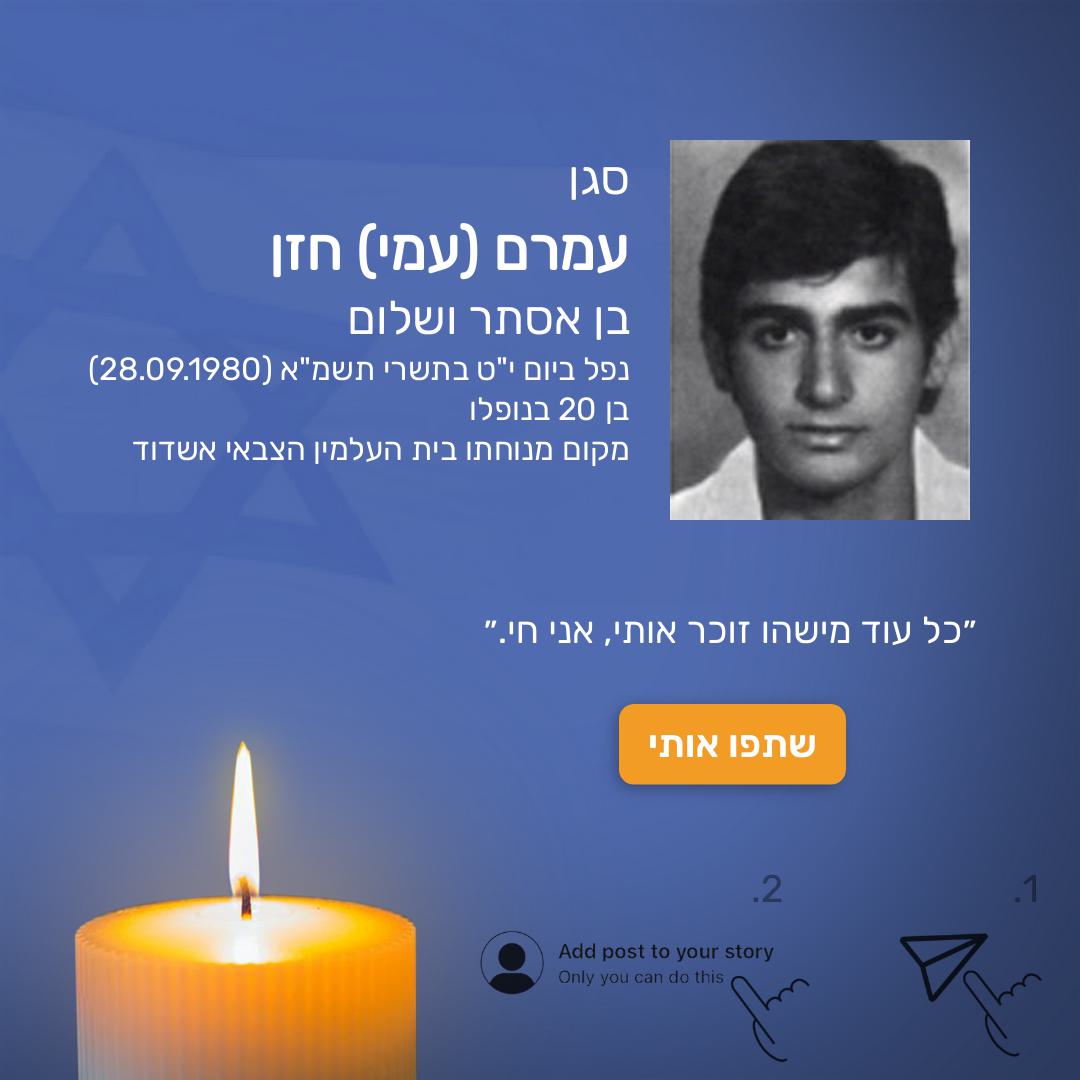 סגן
עמרם (עמי) חזן
בן אסתר ושלום
נפל ביום י"ט בתשרי תשמ"א (28.09.1980)
בן 20 בנופלו
מקום מנוחתו בית העלמין הצבאי אשדוד
״כל עוד מישהו זוכר אותי, אני חי.״
שתפו אותי
.1
.2
Add post to your story
Only you can do this